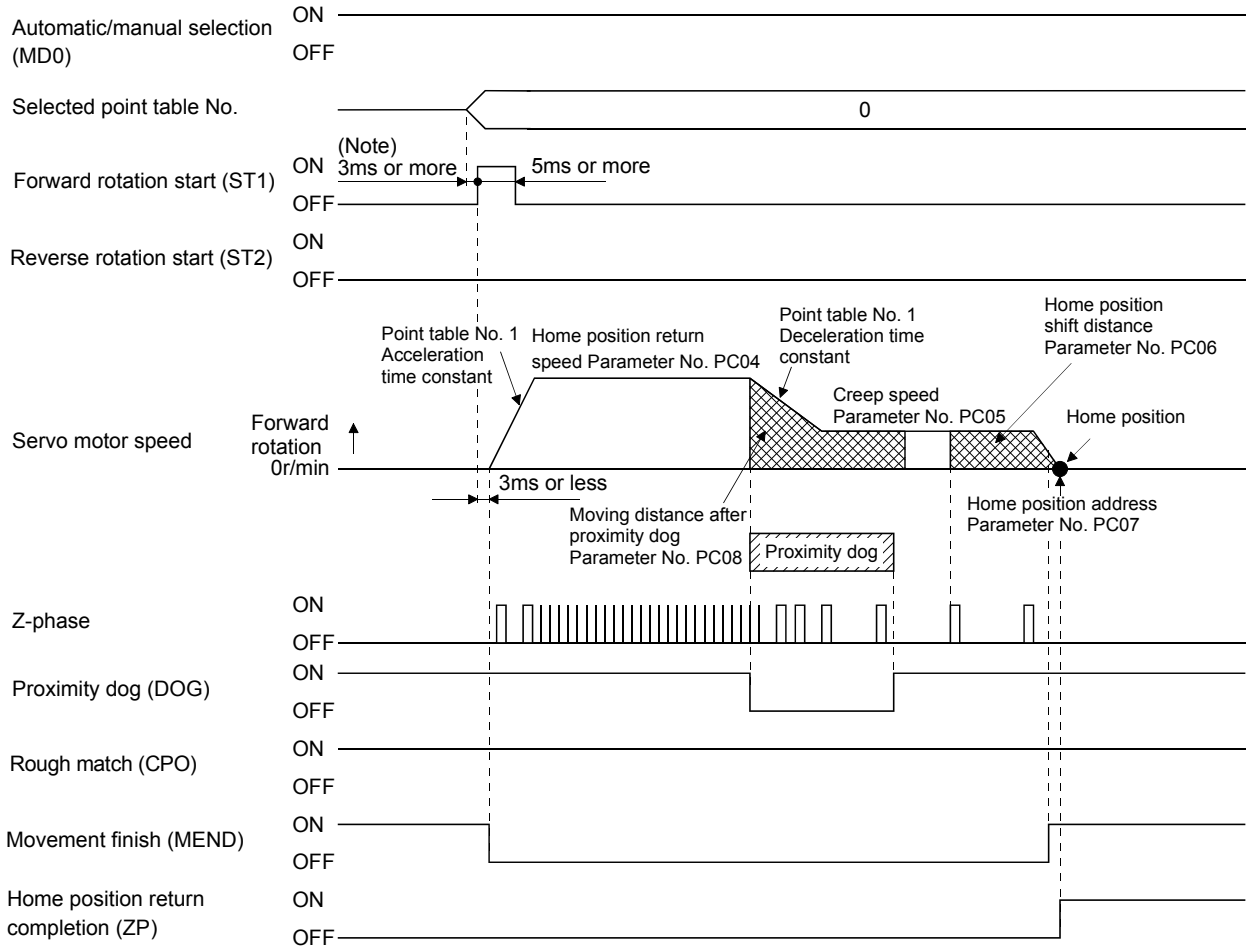 Automatic/manual selection
(MD0)
ON
OFF
Selected point table No.
0
Forward rotation start (ST1)
ON
OFF
(Note)
3ms or more
5ms or more
Reverse rotation start (ST2)
ON
OFF
Servo motor speed
Forward
rotation
0r/min
Point table No. 1
Acceleration
time constant
Home position return
speed Parameter No. PC04
Point table No. 1
Deceleration time
constant
Creep speed
Parameter No. PC05
Home position
shift distance
Parameter No. PC06
Home position
3ms or less
Moving distance after
proximity dog
Parameter No. PC08
Proximity dog
Home position address
Parameter No. PC07
Z-phase
ON
OFF
Proximity dog (DOG)
ON
OFF
Rough match (CPO)
ON
OFF
Movement finish (MEND)
ON
OFF
Home position return
completion (ZP)
ON
OFF